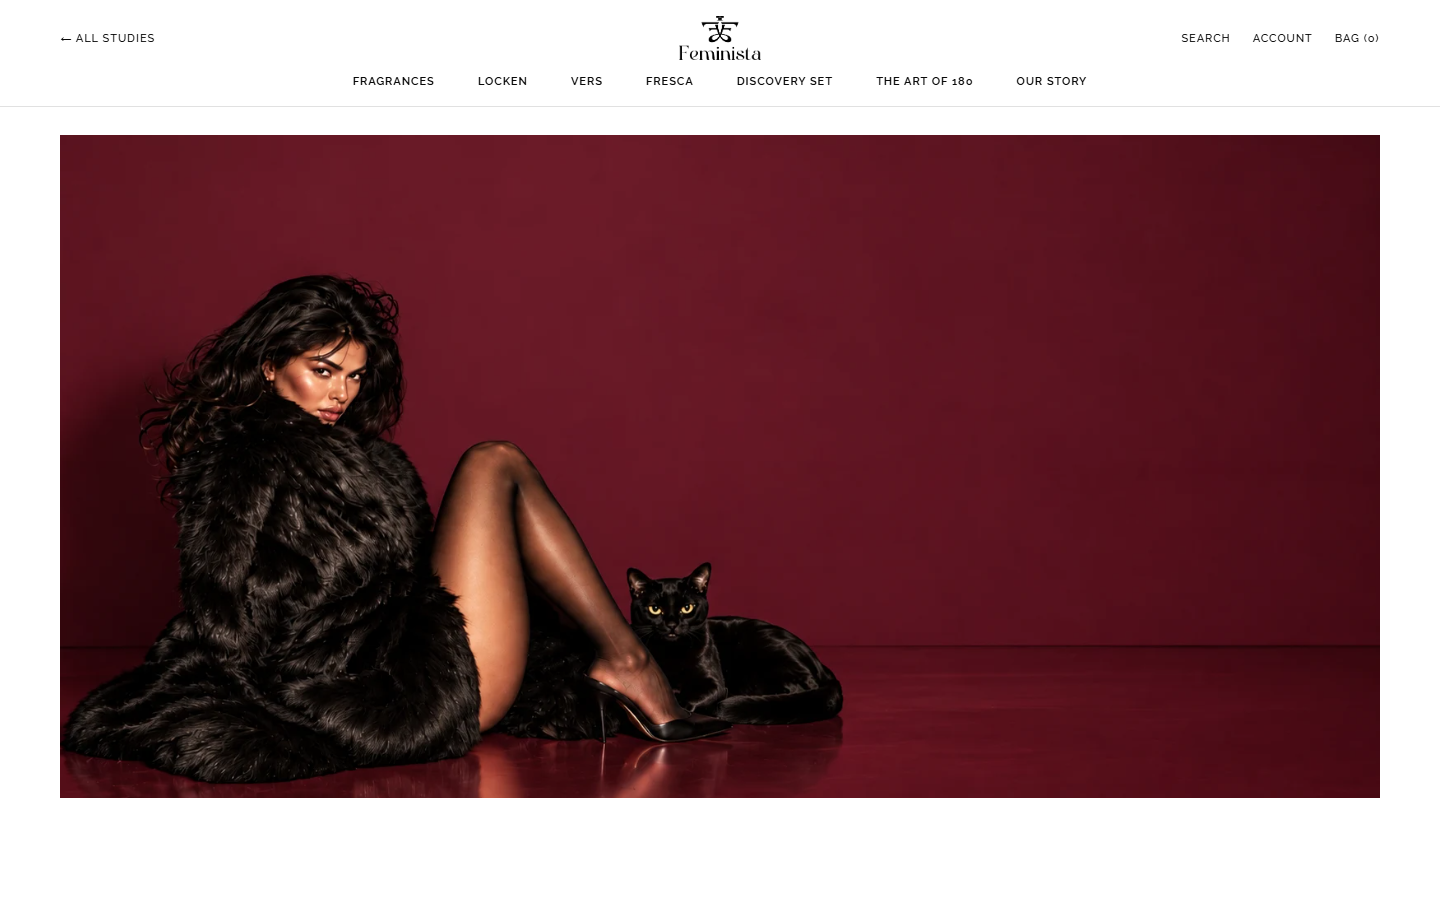 ← ALL STUDIES
Feminista
SEARCH ACCOUNT BAG (0)
FRAGRANCES LOCKEN VERS FRESCA DISCOVERY SET THE ART OF 180 OUR STORY